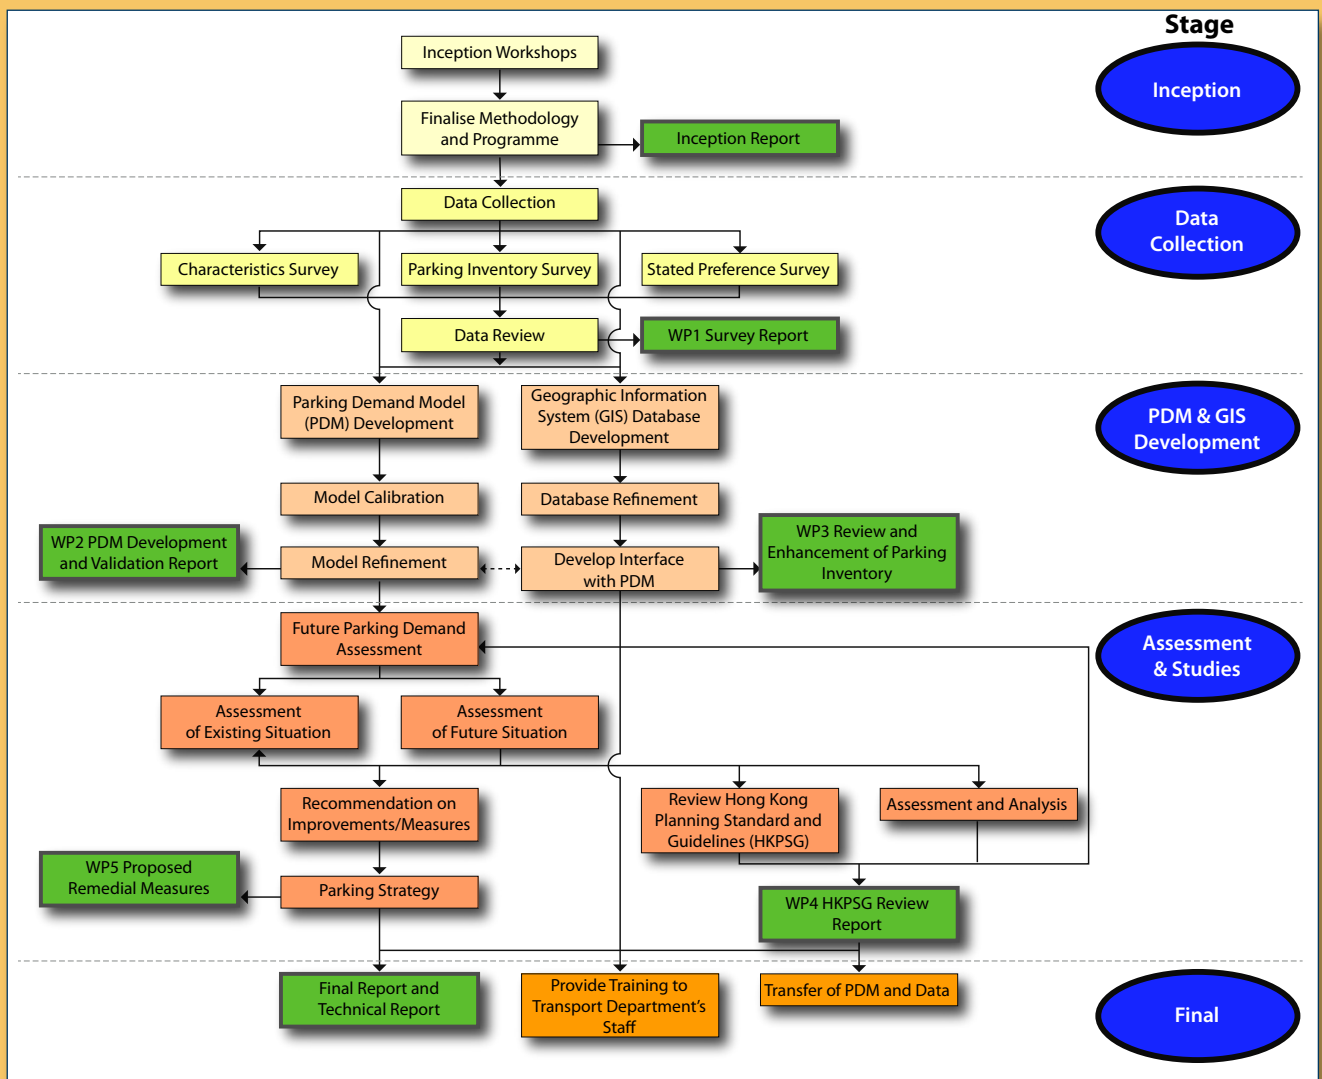 Stage
Inception Workshops
Inception
Finalise Methodology
and Programme
Inception Report
Data Collection
Data
Collection
Characteristics Survey
Parking Inventory Survey
Stated Preference Survey
Data Review
WP1 Survey Report
Parking Demand Model
(PDM) Development
Geographic Information
System (GIS) Database
Development
PDM & GIS
Development
Model Calibration
Database Refinement
WP2 PDM Development
and Validation Report
Model Refinement
Develop Interface
with PDM
WP3 Review and
Enhancement of Parking
Inventory
Future Parking Demand
Assessment
Assessment
& Studies
Assessment
of Existing Situation
Assessment
of Future Situation
Recommendation on
Improvements/Measures
Review Hong Kong
Planning Standard and
Guidelines (HKPSG)
Assessment and Analysis
WP5 Proposed
Remedial Measures
Parking Strategy
WP4 HKPSG Review
Report
Final Report and
Technical Report
Provide Training to
Transport Department's
Staff
Transfer of PDM and Data
Final